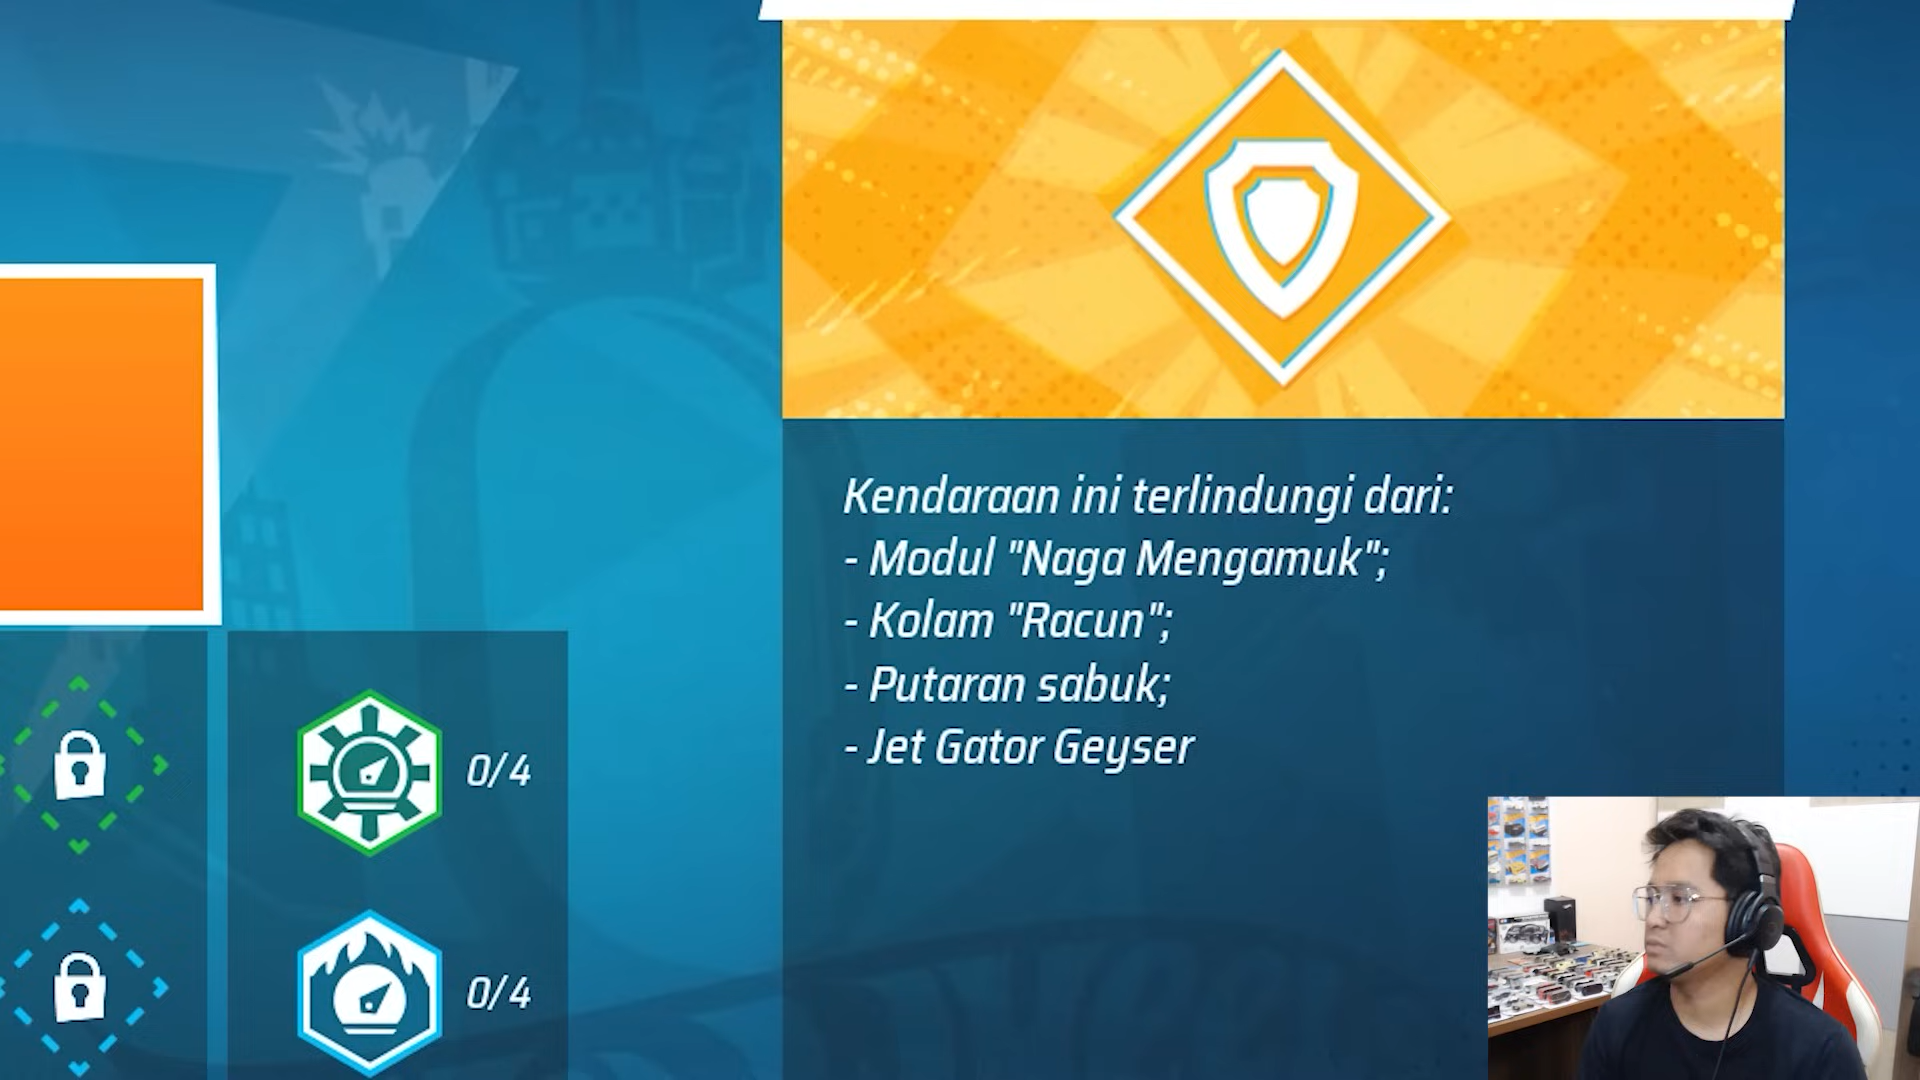 Kendaraan ini terlindungi dari:
- Modul "Naga Mengamuk";
- Kolam "Racun";
- Putaran sabuk;
- Jet Gator Geyser
0/4
0/4